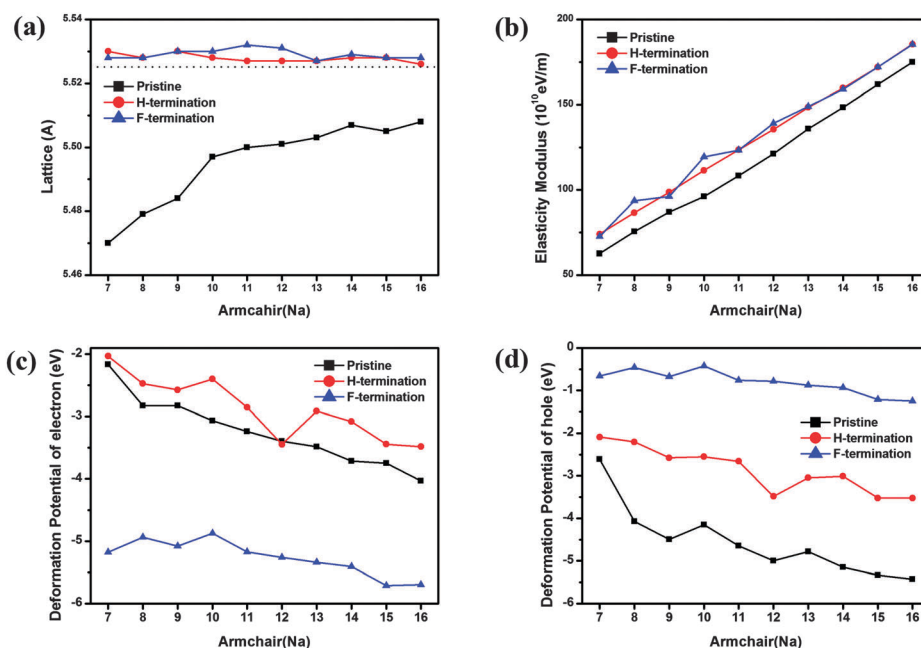 (a)
5.54
5.52
5.50
5.48
5.46
Lattice (A)
Pristine
H-termination
F-termination
7 8 9 10 11 12 13 14 15 16
Armcahir(Na)
(b)
200
150
100
50
Elasticity Modulus (10^10 eV/m)
Pristine
H-termination
F-termination
7 8 9 10 11 12 13 14 15 16
Armchair(Na)
(c)
-2
-3
-4
-5
-6
Deformation Potential of electron (eV)
Pristine
H-termination
F-termination
7 8 9 10 11 12 13 14 15 16
Armchair(Na)
(d)
0
-1
-2
-3
-4
-5
-6
Deformation Potential of hole (eV)
Pristine
H-termination
F-termination
7 8 9 10 11 12 13 14 15 16
Armchair(Na)